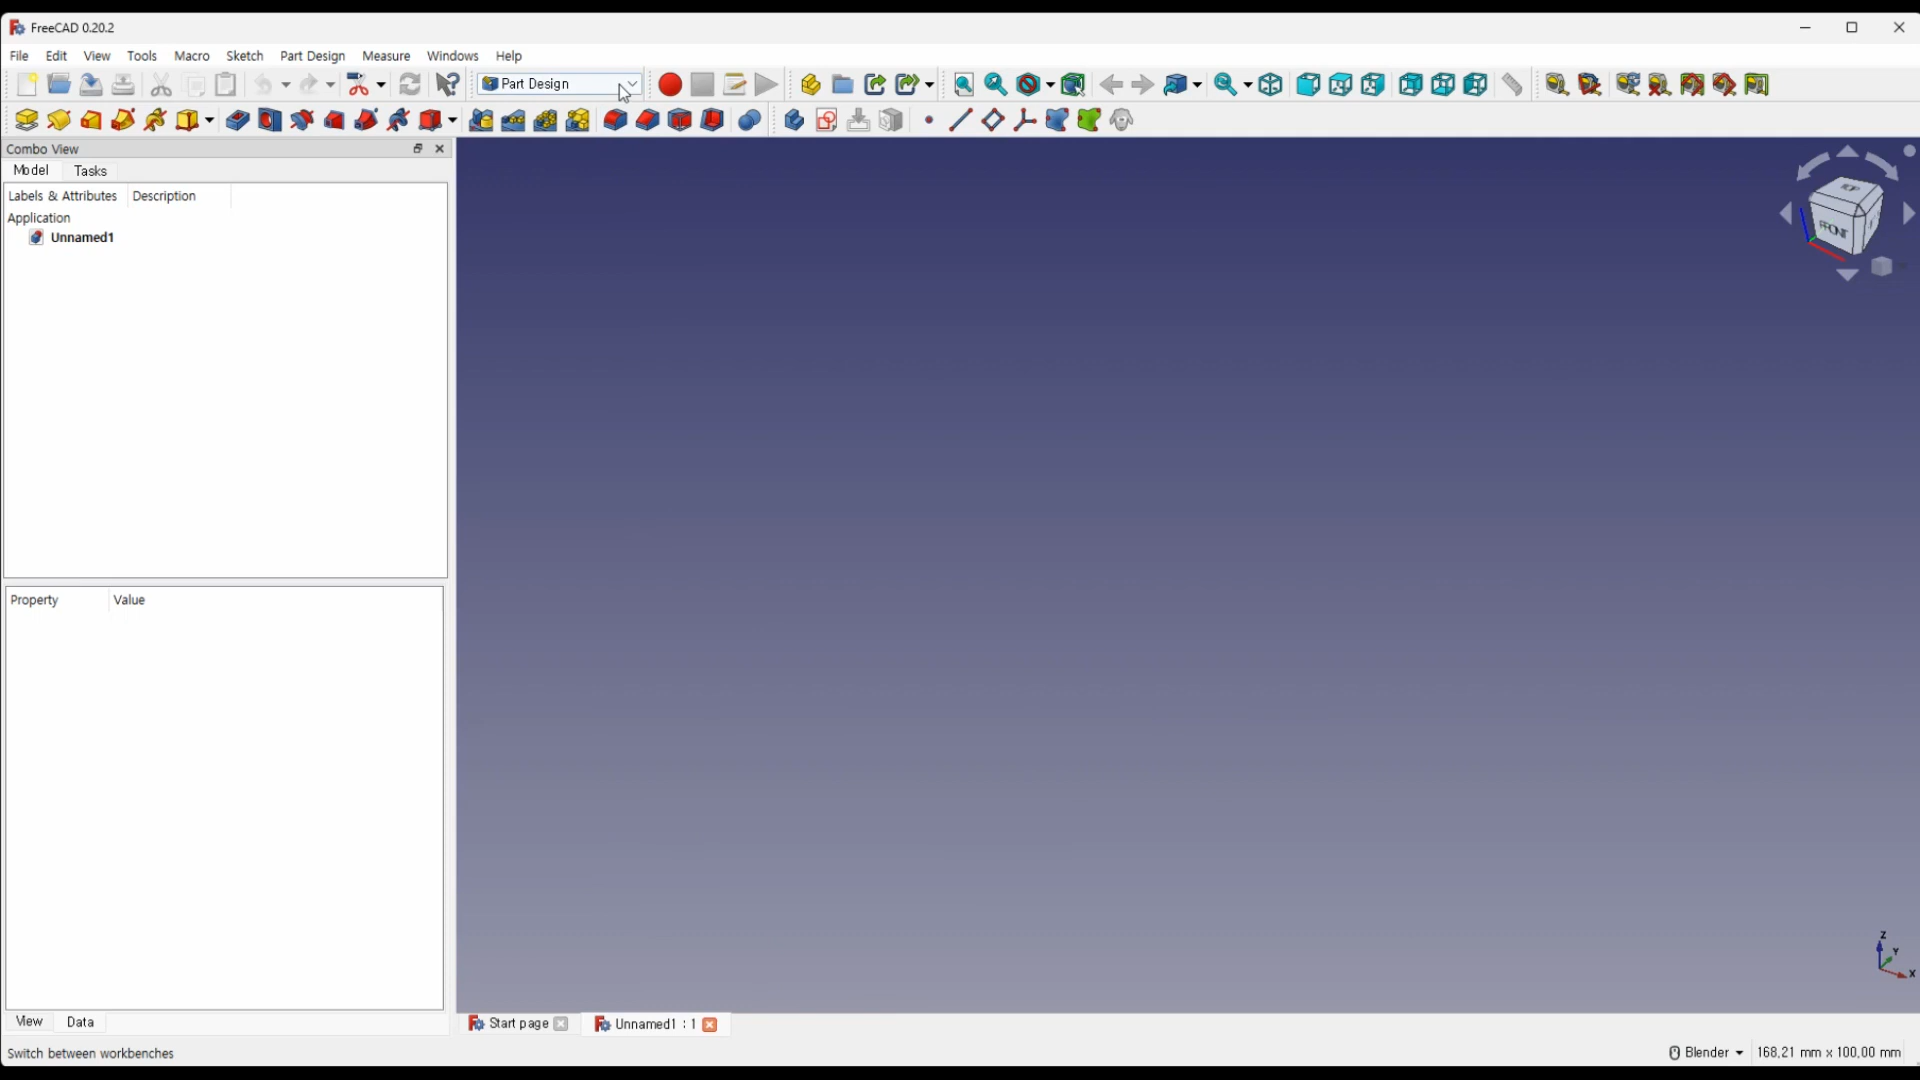 FreeCAD 0.20.2
File Edit View Tools Macro Sketch Part Design Measure Windows Help
Part Design
Combo View
Model Tasks
Labels & Attributes Description
Application
Unnamed1
TOP
FRONT
Property Value
Z
Y
X
View Data
Start page Unnamed1 : 1
Switch between workbenches
Blender 168,21 mm x 100,00 mm